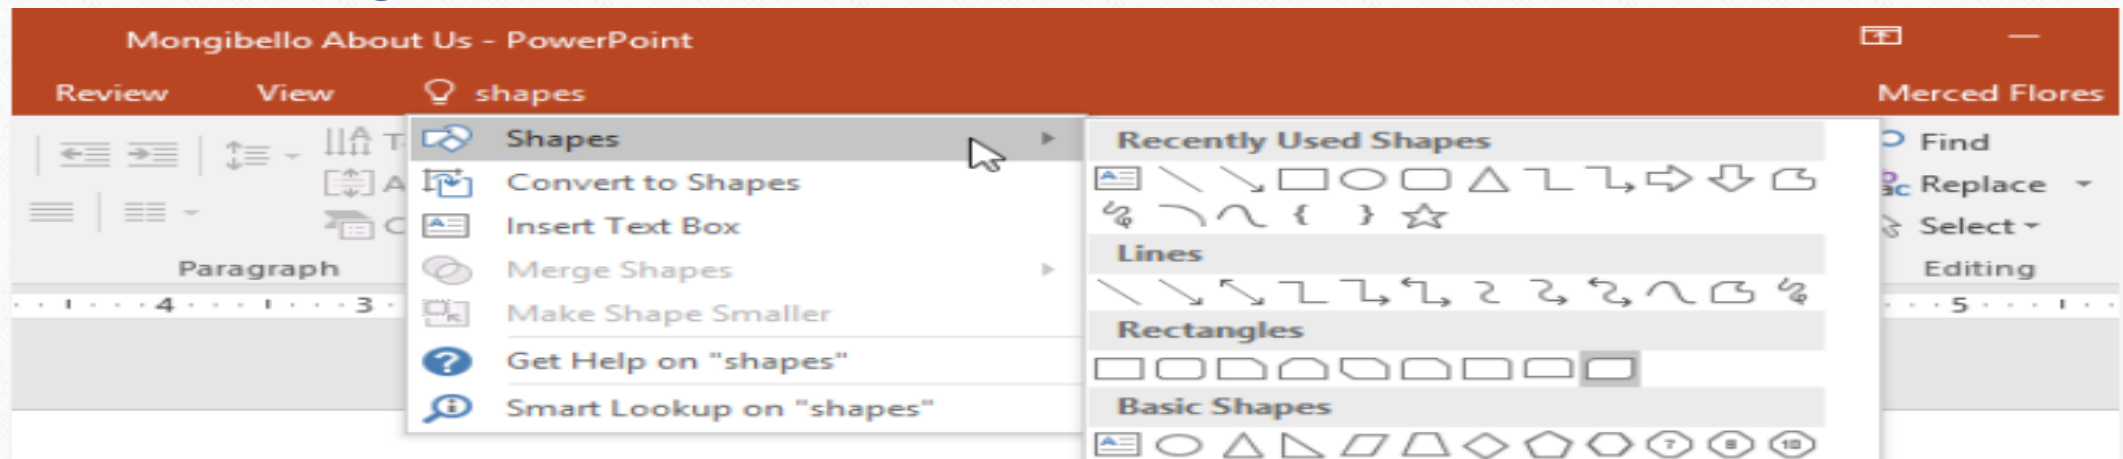 Mongibello About Us - PowerPoint
Review View shapes Merced Flores
Shapes
Convert to Shapes
Insert Text Box
Merge Shapes
Make Shape Smaller
Get Help on "shapes"
Smart Lookup on "shapes"
Recently Used Shapes
Lines
Rectangles
Basic Shapes
Find
Replace
Select
Editing
Paragraph
4 3
5